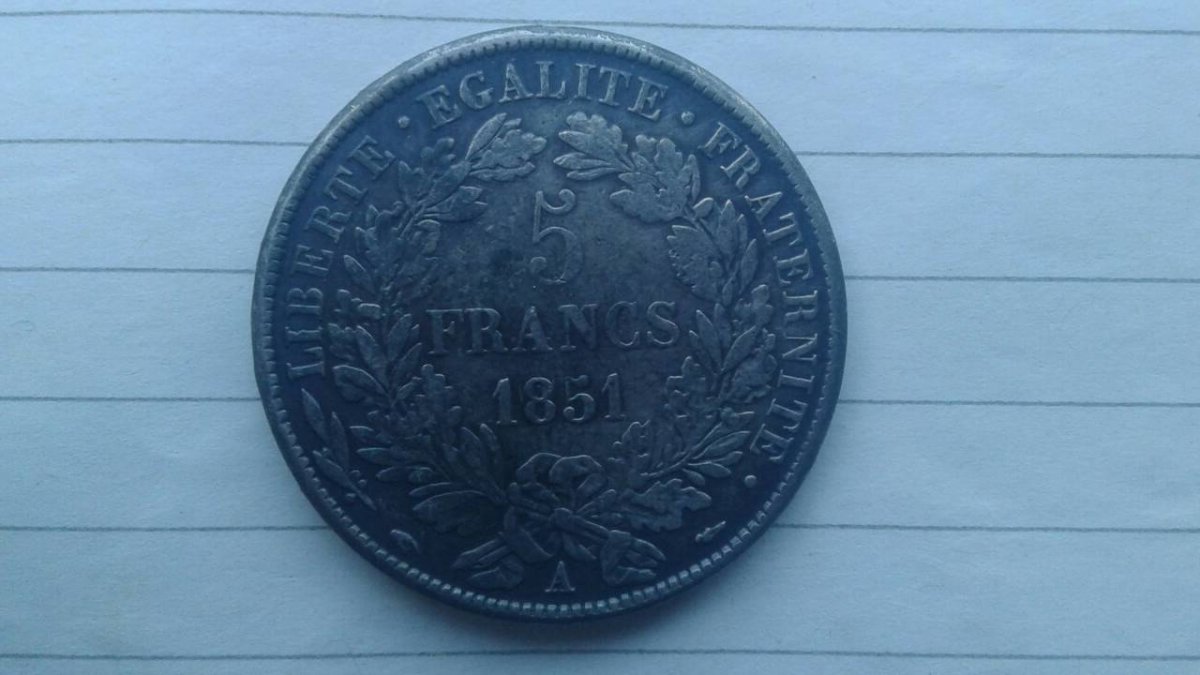 LIBERTE · EGALITE · FRATERNITE ·
5
FRANCS
1851
A